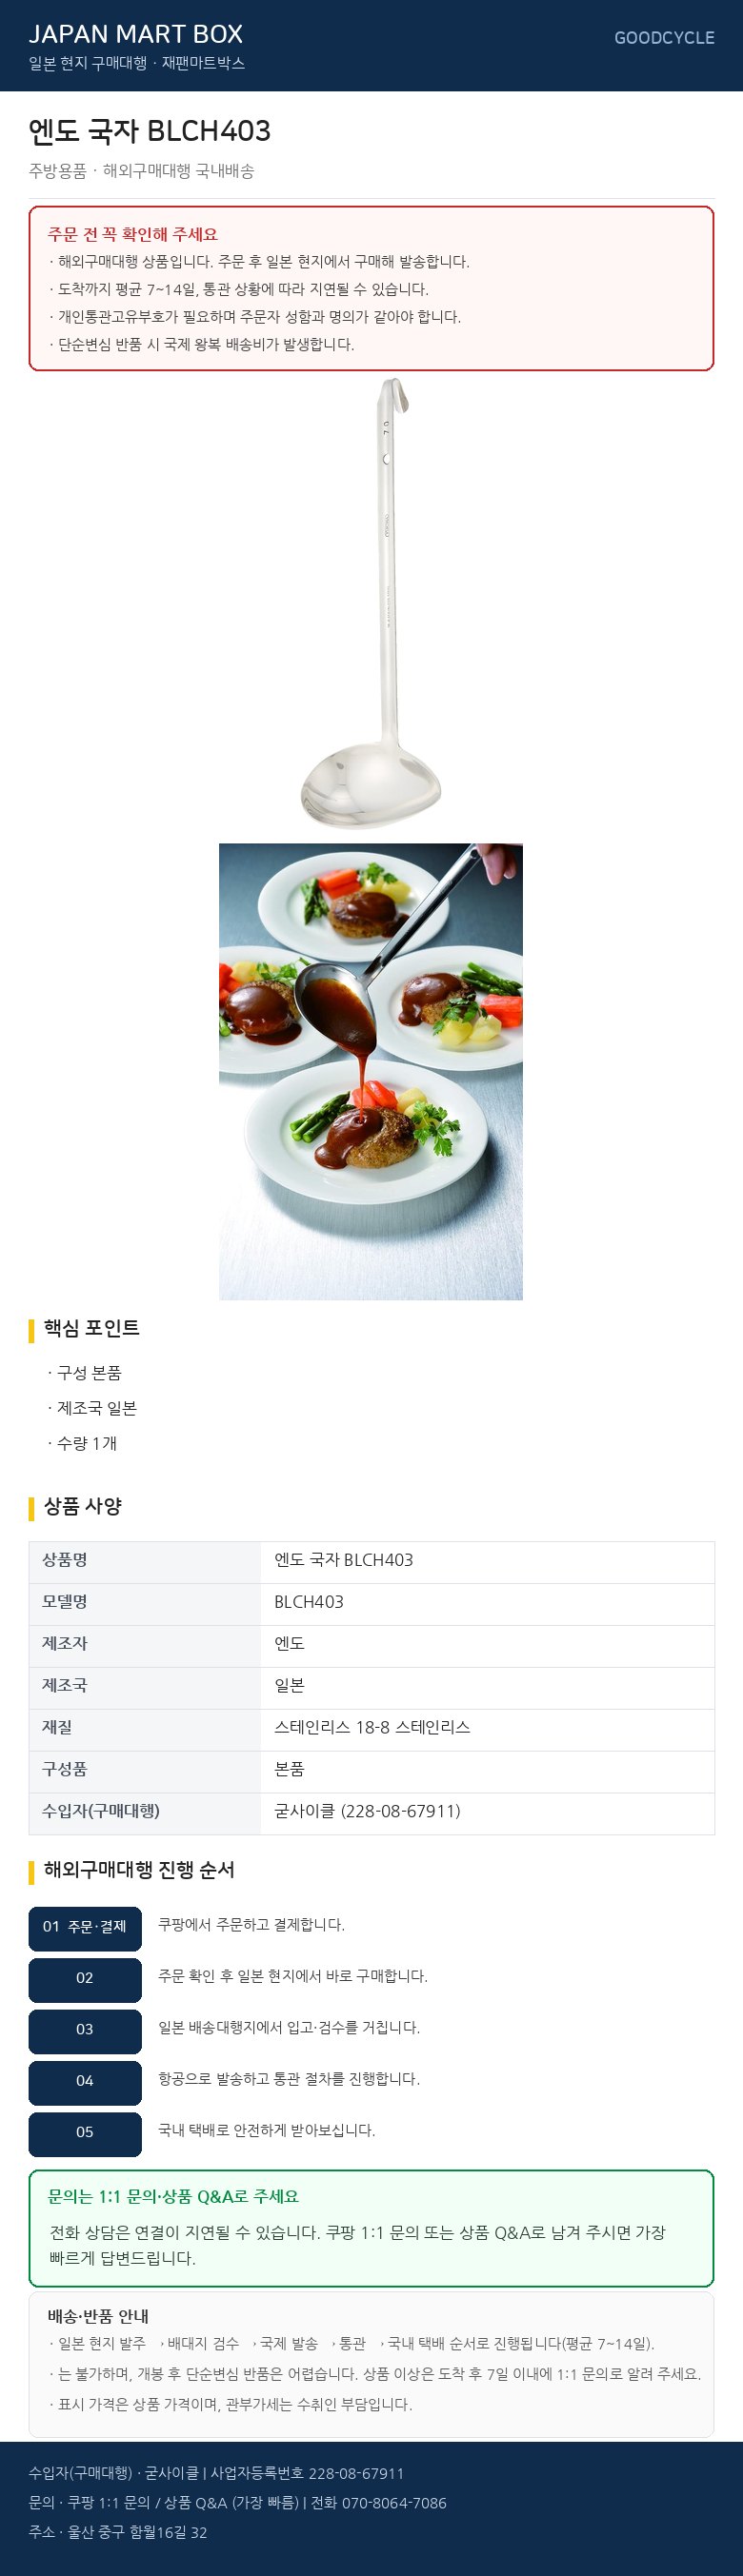 JAPAN MART BOX
GOODCYCLE
일본 현지 구매대행 · 재팬마트박스
엔도 국자 BLCH403
주방용품 · 해외구매대행 국내배송
주문 전 꼭 확인해 주세요
· 해외구매대행 상품입니다. 주문 후 일본 현지에서 구매해 발송합니다.
· 도착까지 평균 7~14일, 통관 상황에 따라 지연될 수 있습니다.
· 개인통관고유부호가 필요하며 주문자 성함과 명의가 같아야 합니다.
· 단순변심 반품 시 국제 왕복 배송비가 발생합니다.
핵심 포인트
· 구성 본품
· 제조국 일본
· 수량 1개
상품 사양
상품명 엔도 국자 BLCH403
모델명 BLCH403
제조자 엔도
제조국 일본
재질 스테인리스 18-8 스테인리스
구성품 본품
수입자(구매대행) 굳사이클 (228-08-67911)
해외구매대행 진행 순서
01 주문·결제 쿠팡에서 주문하고 결제합니다.
02 주문 확인 후 일본 현지에서 바로 구매합니다.
03 일본 배송대행지에서 입고·검수를 거칩니다.
04 항공으로 발송하고 통관 절차를 진행합니다.
05 국내 택배로 안전하게 받아보십니다.
문의는 1:1 문의·상품 Q&A로 주세요
전화 상담은 연결이 지연될 수 있습니다. 쿠팡 1:1 문의 또는 상품 Q&A로 남겨 주시면 가장
빠르게 답변드립니다.
배송·반품 안내
· 일본 현지 발주 › 배대지 검수 › 국제 발송 › 통관 › 국내 택배 순서로 진행됩니다(평균 7~14일).
· 는 불가하며, 개봉 후 단순변심 반품은 어렵습니다. 상품 이상은 도착 후 7일 이내에 1:1 문의로 알려 주세요.
· 표시 가격은 상품 가격이며, 관부가세는 수취인 부담입니다.
수입자(구매대행) · 굳사이클 | 사업자등록번호 228-08-67911
문의 · 쿠팡 1:1 문의 / 상품 Q&A (가장 빠름) | 전화 070-8064-7086
주소 · 울산 중구 함월16길 32